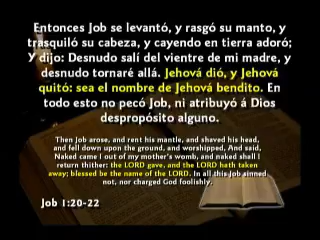 Entonces Job se levantó, y rasgó su manto, y
trasquiló su cabeza, y cayendo en tierra adoró;
Y dijo: Desnudo salí del vientre de mi madre, y
desnudo tornaré allá. Jehová dió, y Jehová
quitó: sea el nombre de Jehová bendito. En
todo esto no pecó Job, ni atribuyó á Dios
despropósito alguno.
Then Job arose, and rent his mantle, and shaved his head,
and fell down upon the ground, and worshipped, And said,
Naked came I out of my mother's womb, and naked shall I
return thither: the LORD gave, and the LORD hath taken
away; blessed be the name of the LORD. In all this Job sinned
not, nor charged God foolishly.
Job 1:20-22